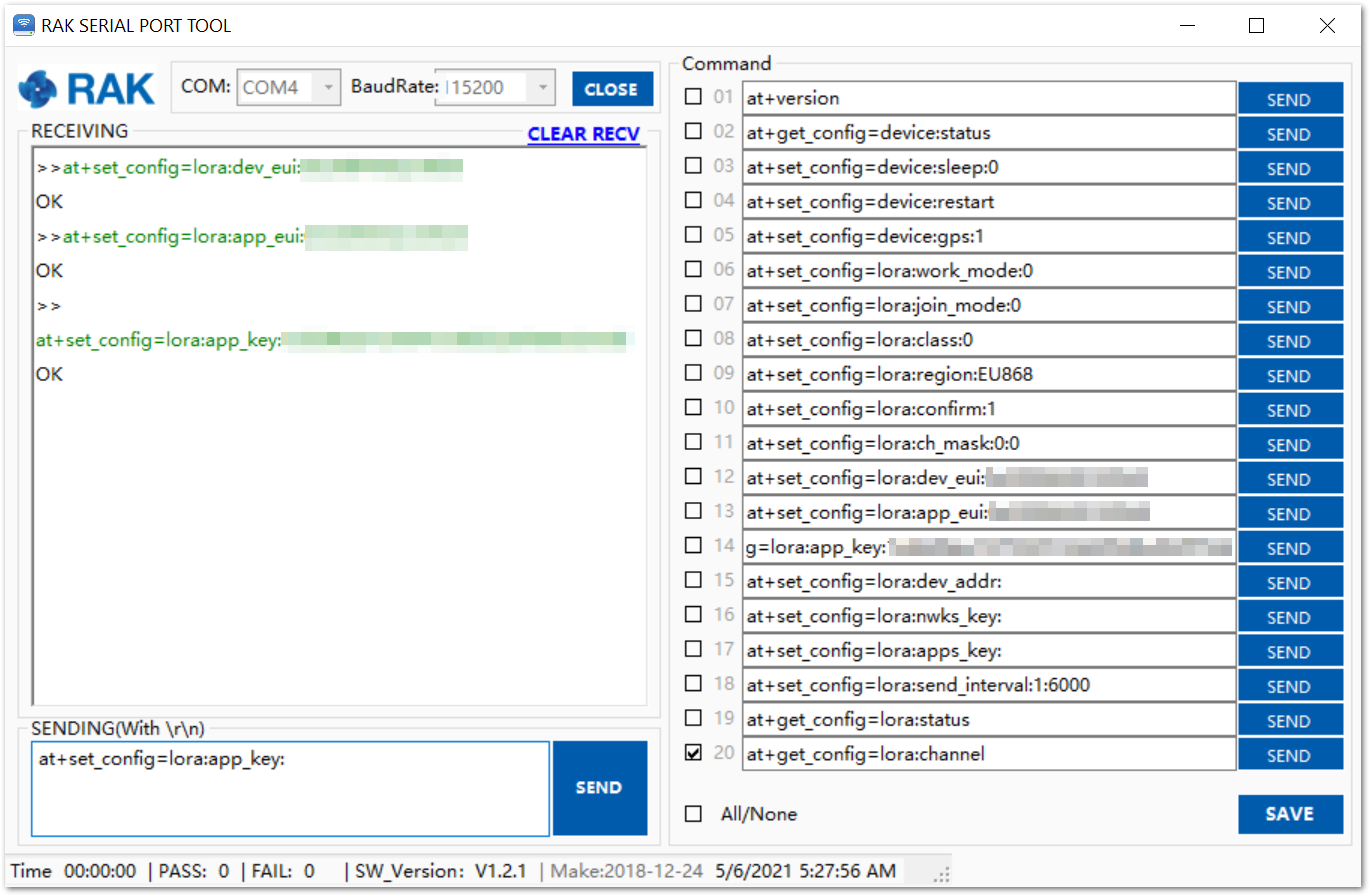 RAK SERIAL PORT TOOL
RAK
COM: COM4 BaudRate: 115200 CLOSE
RECEIVING CLEAR RECV
>>at+set_config=lora:dev_eui:
OK
>>at+set_config=lora:app_eui:
OK
>>
at+set_config=lora:app_key:
OK
SENDING(With \r\n)
at+set_config=lora:app_key:
SEND
Command
01 at+version SEND
02 at+get_config=device:status SEND
03 at+set_config=device:sleep:0 SEND
04 at+set_config=device:restart SEND
05 at+set_config=device:gps:1 SEND
06 at+set_config=lora:work_mode:0 SEND
07 at+set_config=lora:join_mode:0 SEND
08 at+set_config=lora:class:0 SEND
09 at+set_config=lora:region:EU868 SEND
10 at+set_config=lora:confirm:1 SEND
11 at+set_config=lora:ch_mask:0:0 SEND
12 at+set_config=lora:dev_eui: SEND
13 at+set_config=lora:app_eui: SEND
14 g=lora:app_key: SEND
15 at+set_config=lora:dev_addr: SEND
16 at+set_config=lora:nwks_key: SEND
17 at+set_config=lora:apps_key: SEND
18 at+set_config=lora:send_interval:1:6000 SEND
19 at+get_config=lora:status SEND
20 at+get_config=lora:channel SEND
All/None SAVE
Time 00:00:00 | PASS: 0 | FAIL: 0 | SW_Version: V1.2.1 | Make:2018-12-24 5/6/2021 5:27:56 AM